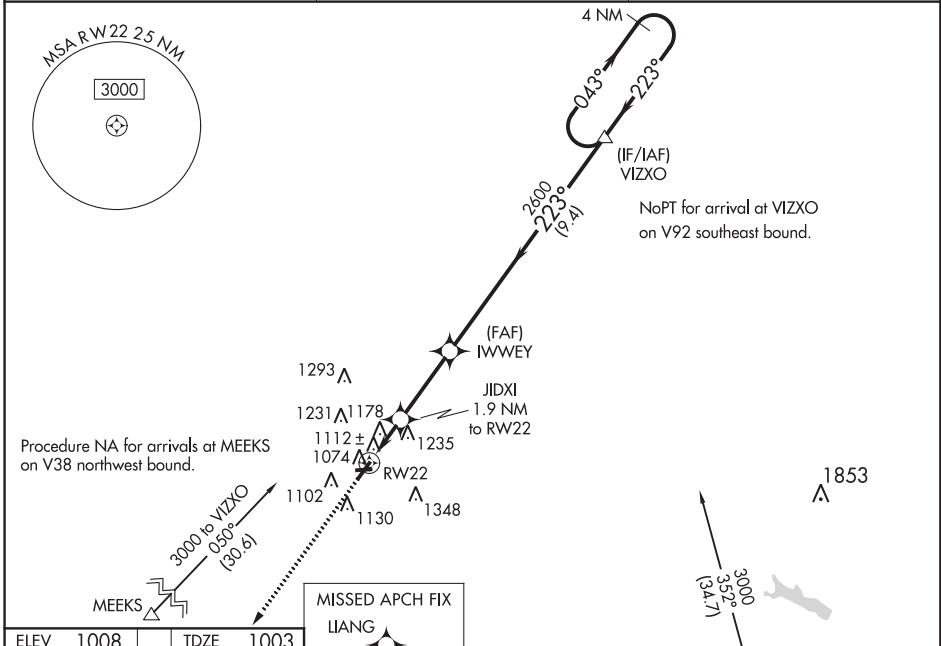 MSA RW22 25 NM
3000
4 NM
043°
223°
(IF/IAF)
VIZXO
NoPT for arrival at VIZXO
on V92 southeast bound.
2600
223°
(9.4)
(FAF)
IWWEY
JIDXI
1.9 NM
to RW22
1293
1231
1178
1112 ±
1235
1074
RW22
1102
1130
1348
1853
Procedure NA for arrivals at MEEKS
on V38 northwest bound.
3000 to VIZXO
050°
(30.6)
MEEKS
3000
352°
(34.7)
MISSED APCH FIX
LIANG
ELEV 1008
TDZE 1003